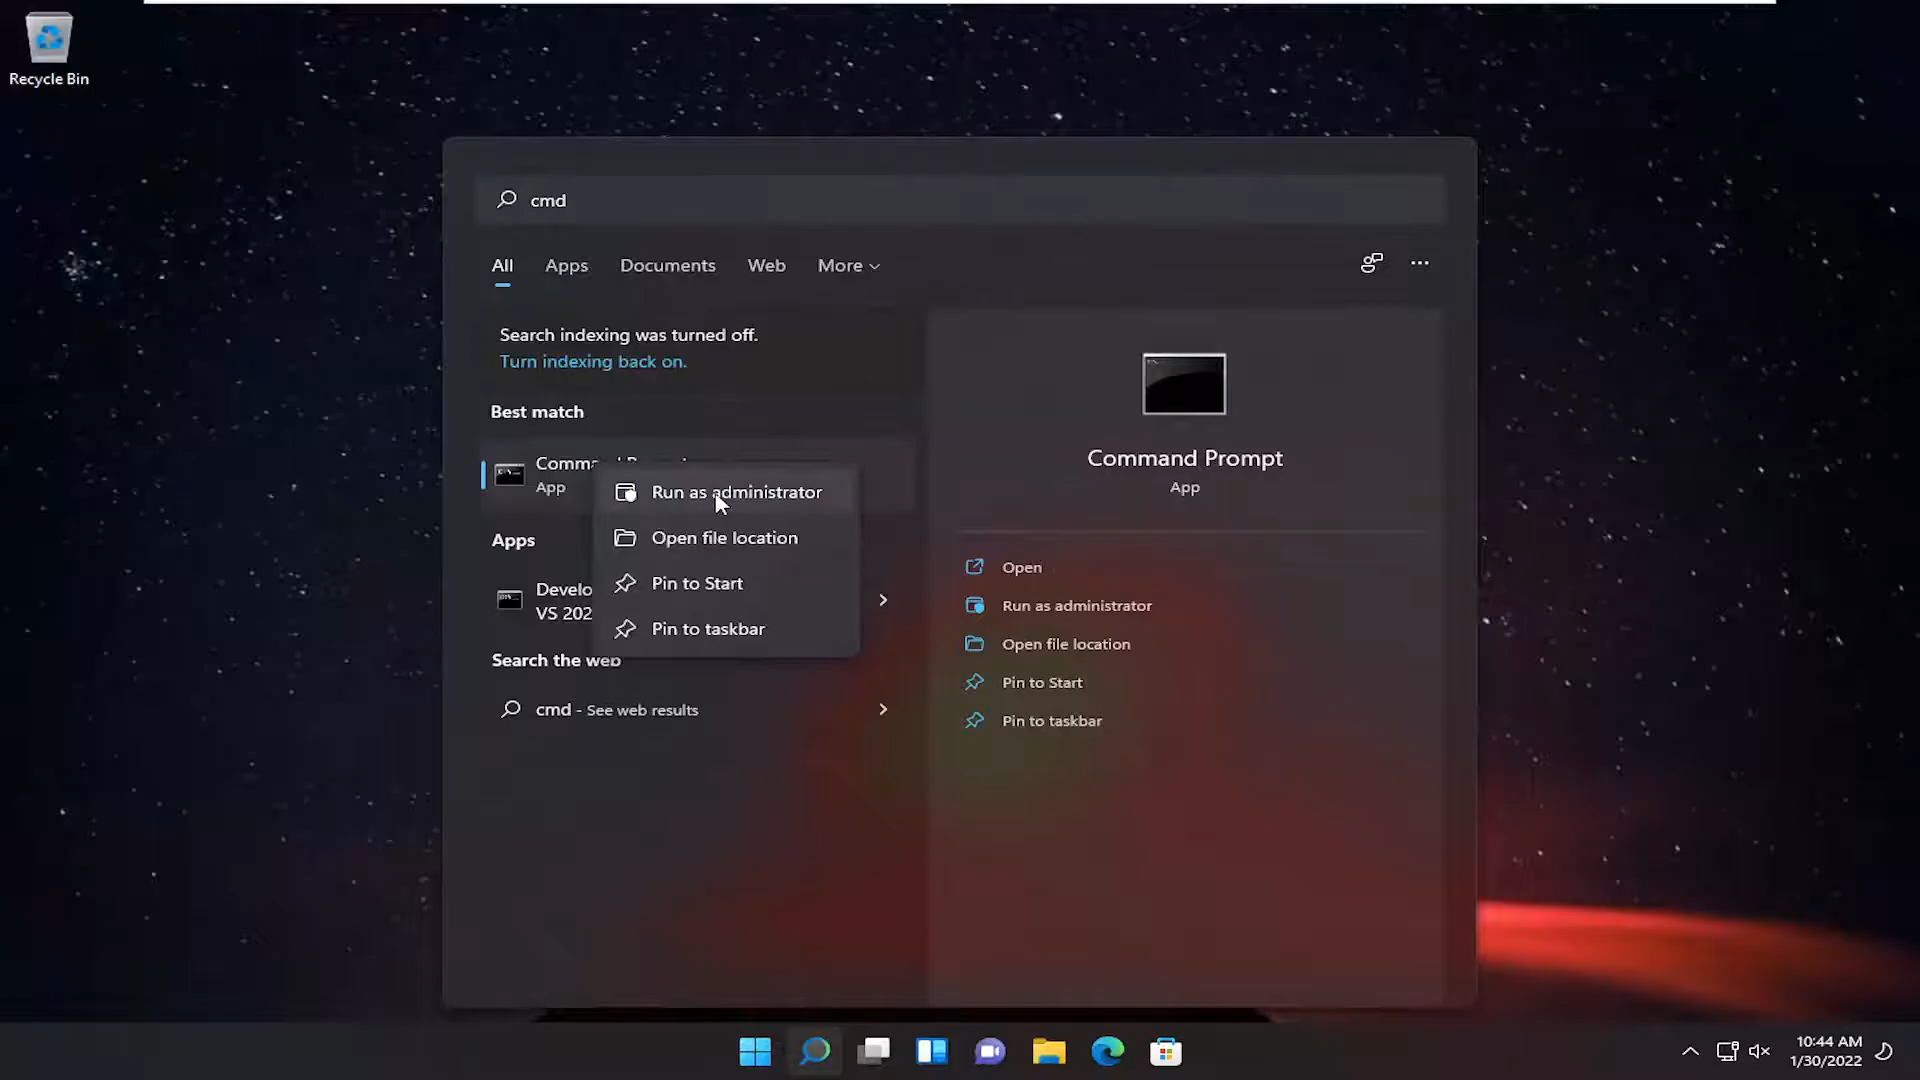 Recycle Bin
cmd
All Apps Documents Web More
Search indexing was turned off.
Turn indexing back on.
Best match
App
Run as administrator
Open file location
Pin to Start
Pin to taskbar
Apps
VS 202
Search the web
cmd - See web results
Command Prompt
App
Open
Run as administrator
Open file location
Pin to Start
Pin to taskbar
10:44 AM
1/30/2022